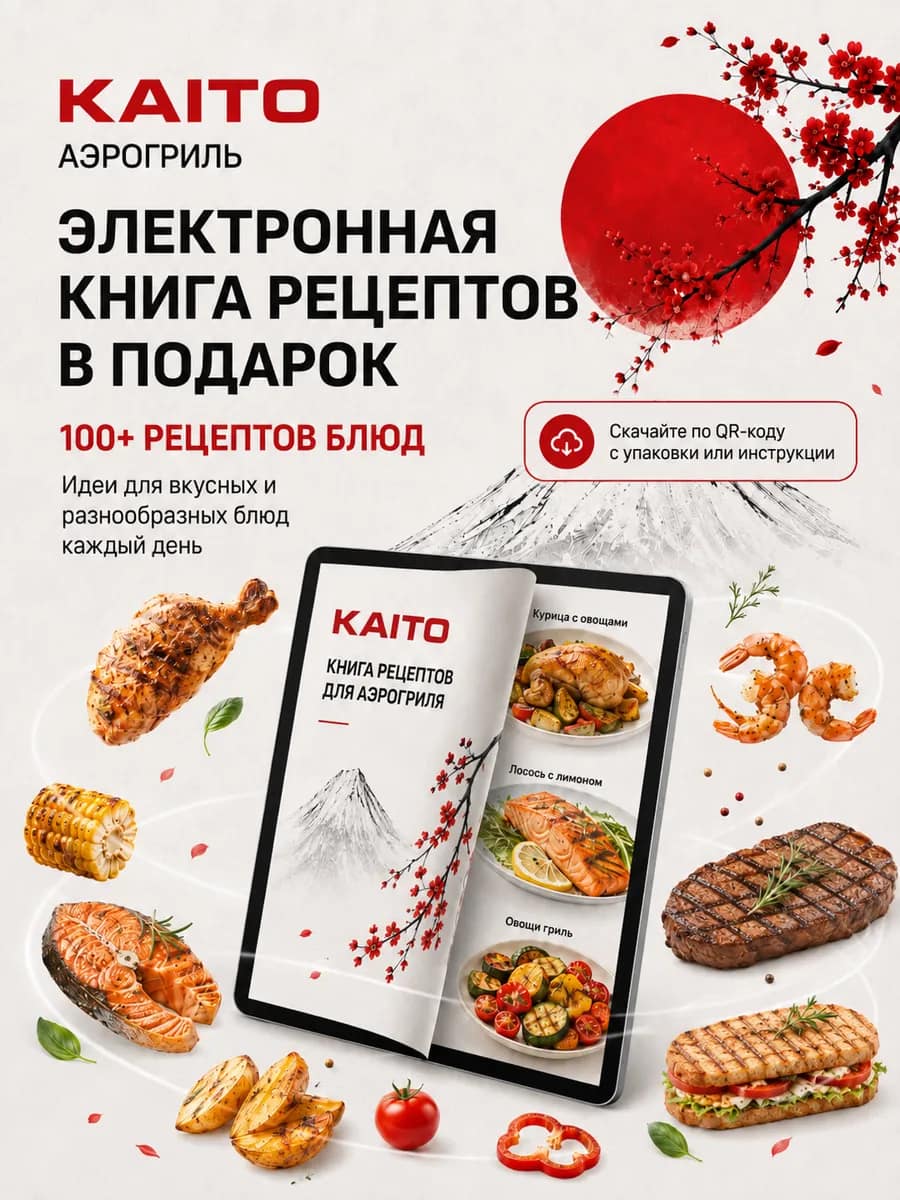 KAITO
АЭРОГРИЛЬ
ЭЛЕКТРОННАЯ
КНИГА РЕЦЕПТОВ
В ПОДАРОК
100+ РЕЦЕПТОВ БЛЮД
Идеи для вкусных и
разнообразных блюд
каждый день
Скачайте по QR-коду
с упаковки или инструкции
KAITO
КНИГА РЕЦЕПТОВ
ДЛЯ АЭРОГРИЛЯ
Курица с овощами
Лосось с лимоном
Овощи гриль